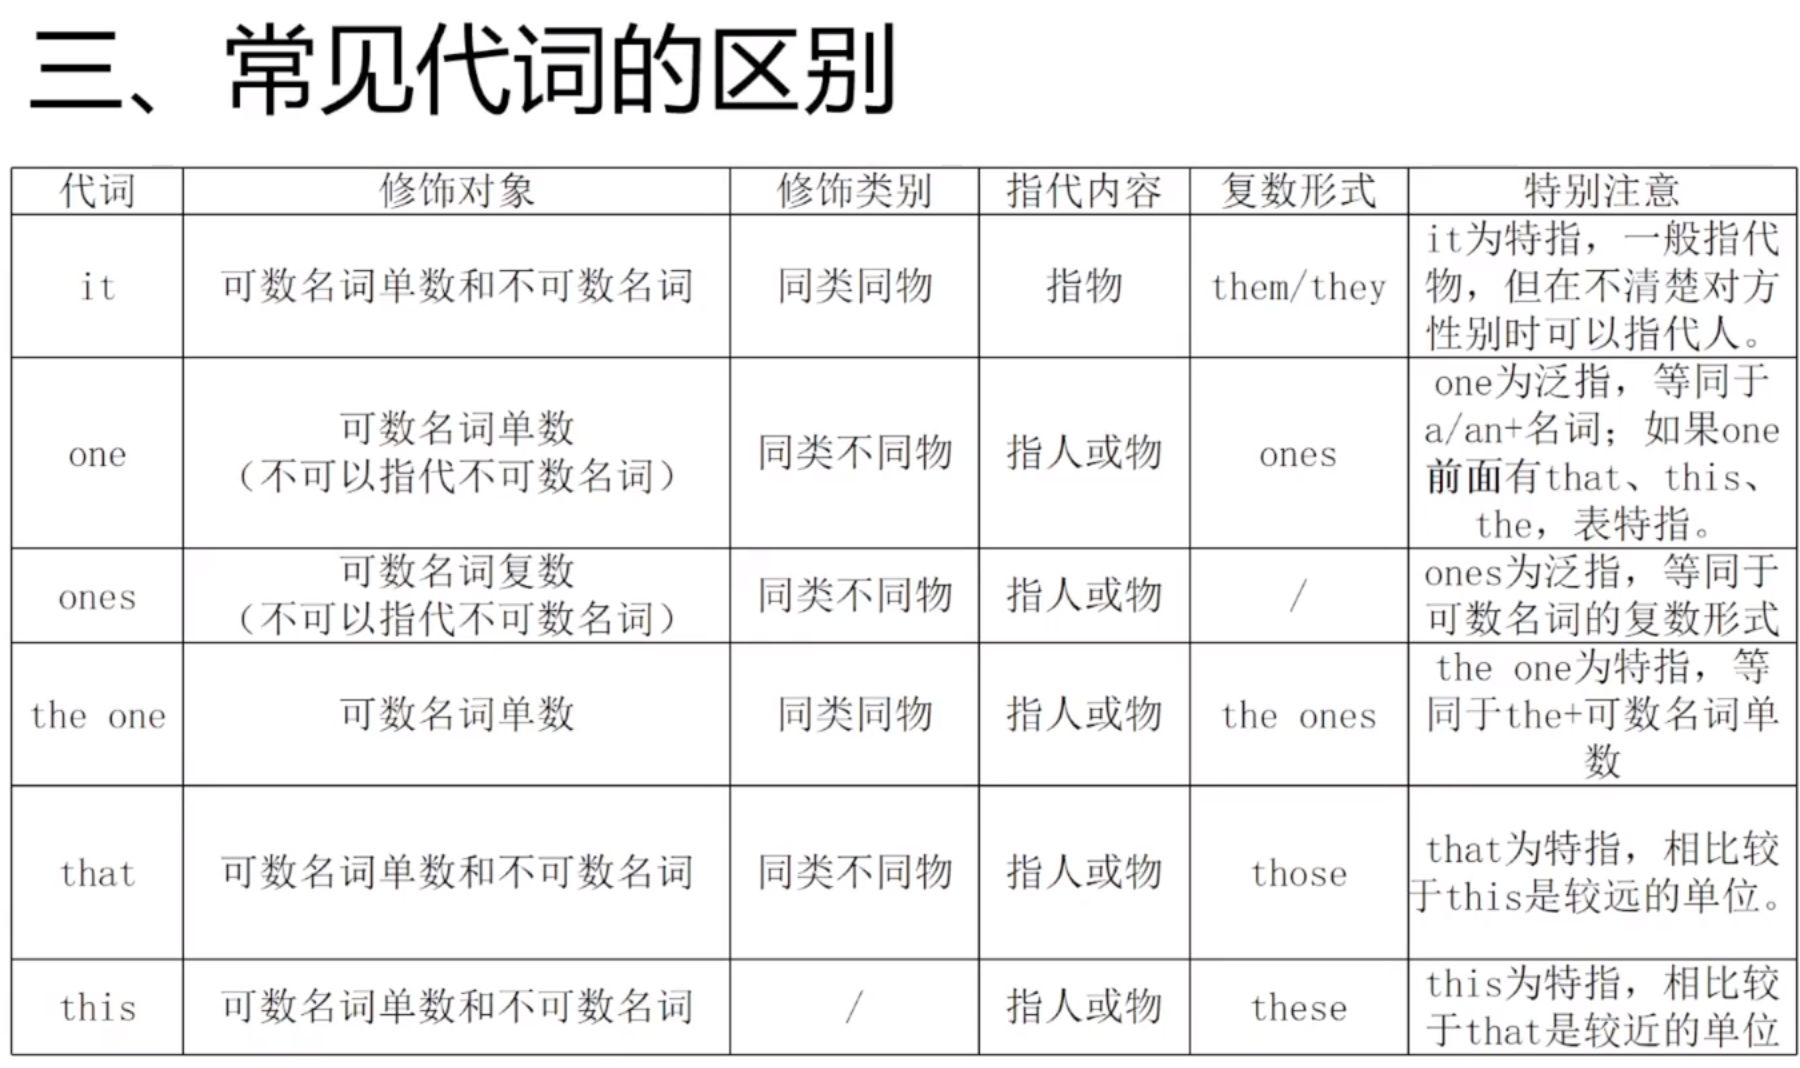 三、常见代词的区别
代词 修饰对象 修饰类别 指代内容 复数形式 特别注意
it 可数名词单数和不可数名词 同类同物 指物 them/they it为特指，一般指代
物，但在不清楚对方
性别时可以指代人。
one 可数名词单数
（不可以指代不可数名词） 同类不同物 指人或物 ones one为泛指，等同于
a/an+名词；如果one
前面有that、this、
the，表特指。
ones 可数名词复数
（不可以指代不可数名词） 同类不同物 指人或物 / ones为泛指，等同于
可数名词的复数形式
the one 可数名词单数 同类同物 指人或物 the ones the one为特指，等
同于the+可数名词单
数
that 可数名词单数和不可数名词 同类不同物 指人或物 those that为特指，相比较
于this是较远的单位。
this 可数名词单数和不可数名词 / 指人或物 these this为特指，相比较
于that是较近的单位